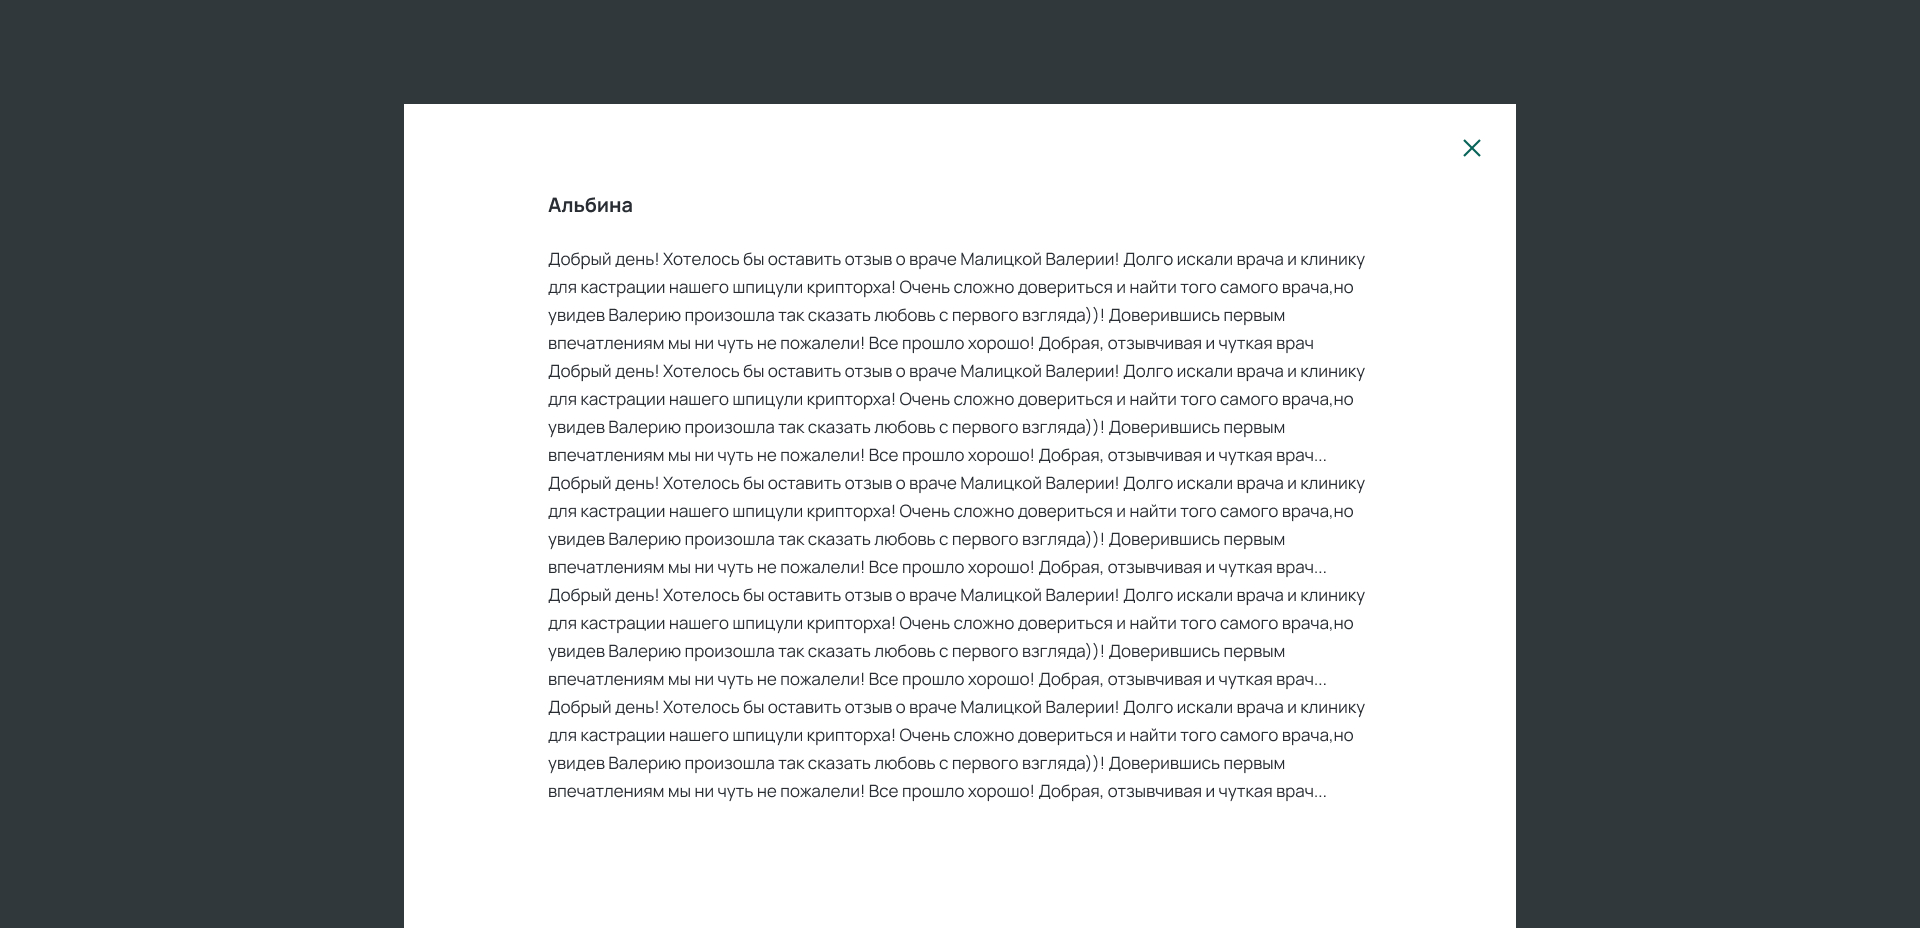 Альбина
Добрый день! Хотелось бы оставить отзыв о враче Малицкой Валерии! Долго искали врача и клинику
для кастрации нашего шпицули крипторха! Очень сложно довериться и найти того самого врача,но
увидев Валерию произошла так сказать любовь с первого взгляда))! Доверившись первым
впечатлениям мы ни чуть не пожалели! Все прошло хорошо! Добрая, отзывчивая и чуткая врач
Добрый день! Хотелось бы оставить отзыв о враче Малицкой Валерии! Долго искали врача и клинику
для кастрации нашего шпицули крипторха! Очень сложно довериться и найти того самого врача,но
увидев Валерию произошла так сказать любовь с первого взгляда))! Доверившись первым
впечатлениям мы ни чуть не пожалели! Все прошло хорошо! Добрая, отзывчивая и чуткая врач...
Добрый день! Хотелось бы оставить отзыв о враче Малицкой Валерии! Долго искали врача и клинику
для кастрации нашего шпицули крипторха! Очень сложно довериться и найти того самого врача,но
увидев Валерию произошла так сказать любовь с первого взгляда))! Доверившись первым
впечатлениям мы ни чуть не пожалели! Все прошло хорошо! Добрая, отзывчивая и чуткая врач...
Добрый день! Хотелось бы оставить отзыв о враче Малицкой Валерии! Долго искали врача и клинику
для кастрации нашего шпицули крипторха! Очень сложно довериться и найти того самого врача,но
увидев Валерию произошла так сказать любовь с первого взгляда))! Доверившись первым
впечатлениям мы ни чуть не пожалели! Все прошло хорошо! Добрая, отзывчивая и чуткая врач...
Добрый день! Хотелось бы оставить отзыв о враче Малицкой Валерии! Долго искали врача и клинику
для кастрации нашего шпицули крипторха! Очень сложно довериться и найти того самого врача,но
увидев Валерию произошла так сказать любовь с первого взгляда))! Доверившись первым
впечатлениям мы ни чуть не пожалели! Все прошло хорошо! Добрая, отзывчивая и чуткая врач...